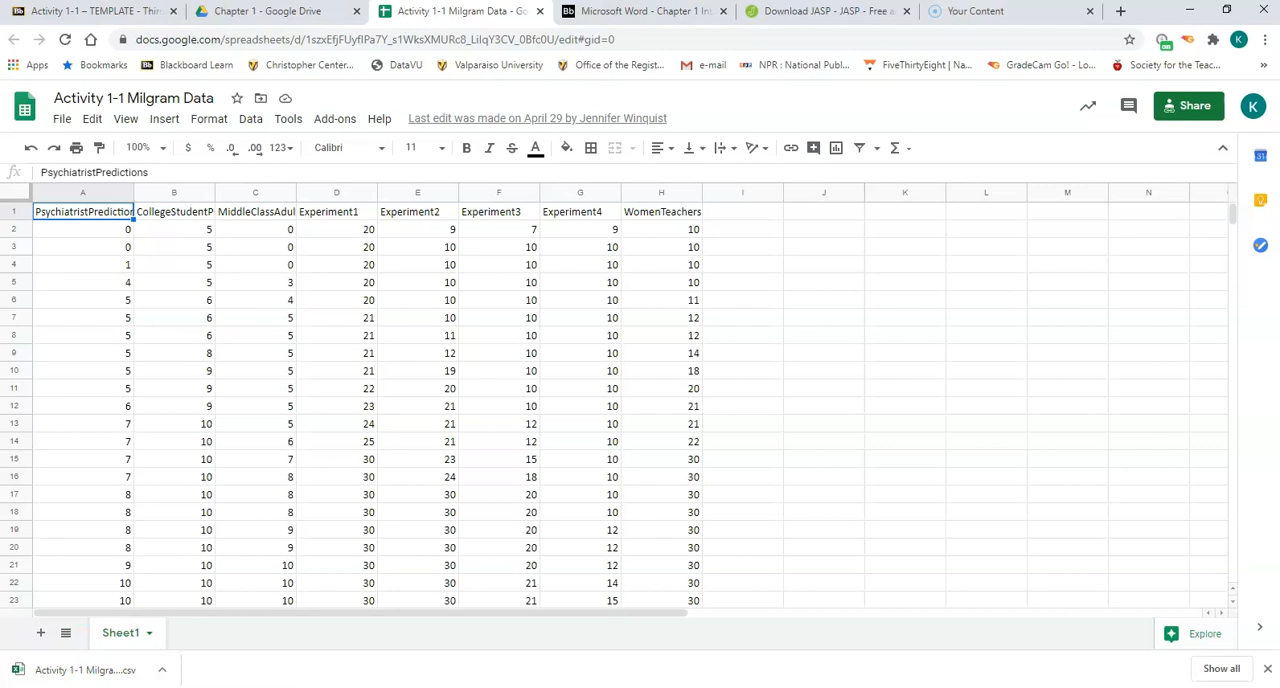 Activity 1-1 – TEMPLATE - Thir
Chapter 1 - Google Drive
Activity 1-1 Milgram Data - Go
Microsoft Word - Chapter 1 In
Download JASP - JASP - Free a
Your Content
docs.google.com/spreadsheets/d/1szxEfjFUyfIPa7Y_s1WksXMURc8_LiIqY3CV_0Bfc0U/edit#gid=0
Apps
Bookmarks
Blackboard Learn
Christopher Center...
DataVU
Valparaiso University
Office of the Regist...
e-mail
NPR : National Publ...
FiveThirtyEight | Na...
GradeCam Go! - Lo...
Society for the Teac...
Activity 1-1 Milgram Data
Share
K
File Edit View Insert Format Data Tools Add-ons Help Last edit was made on April 29 by Jennifer Winquist
100% $ % .0 .00 123 Calibri 11 B I S A Σ
fx PsychiatristPredictions
A B C D E F G H I J K L M N
1 PsychiatristPrediction CollegeStudentP MiddleClassAdul Experiment1 Experiment2 Experiment3 Experiment4 WomenTeachers
2 0 5 0 20 9 7 9 10
3 0 5 0 20 10 10 10 10
4 1 5 0 20 10 10 10 10
5 4 5 3 20 10 10 10 10
6 5 6 4 20 10 10 10 11
7 5 6 5 21 10 10 10 12
8 5 6 5 21 11 10 10 12
9 5 8 5 21 12 10 10 14
10 5 9 5 21 19 10 10 18
11 5 9 5 22 20 10 10 20
12 6 9 5 23 21 10 10 21
13 7 10 5 24 21 12 10 21
14 7 10 6 25 21 12 10 22
15 7 10 7 30 23 15 10 30
16 7 10 8 30 24 18 10 30
17 8 10 8 30 30 20 10 30
18 8 10 8 30 30 20 10 30
19 8 10 9 30 30 20 12 30
20 8 10 9 30 30 20 12 30
21 9 10 10 30 30 20 12 30
22 10 10 10 30 30 21 14 30
23 10 10 10 30 30 21 15 30
Sheet1
Explore
Activity 1-1 Milgra....csv
Show all